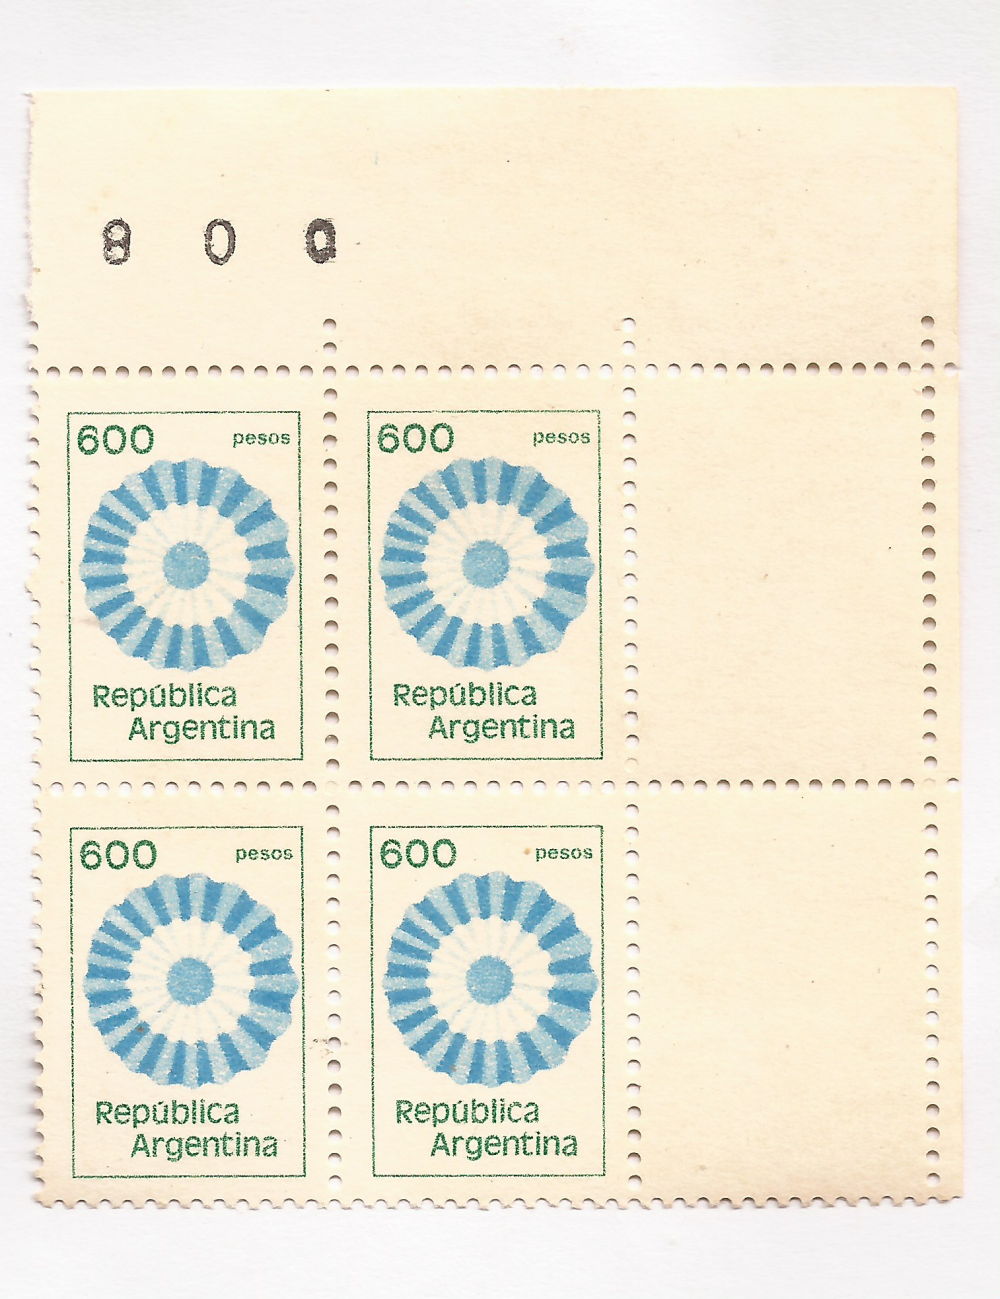 8 0 0
600 pesos
República
Argentina
600 pesos
República
Argentina
600 pesos
República
Argentina
600 pesos
República
Argentina